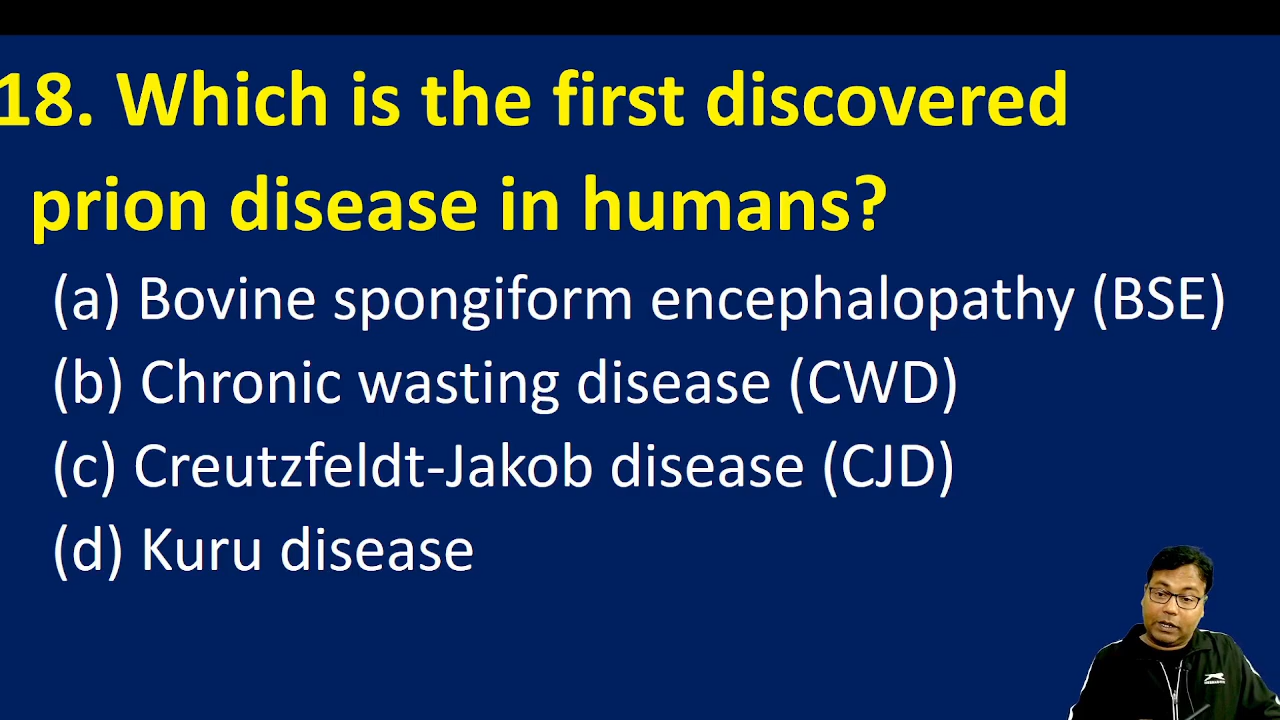 18. Which is the first discovered
prion disease in humans?
(a) Bovine spongiform encephalopathy (BSE)
(b) Chronic wasting disease (CWD)
(c) Creutzfeldt-Jakob disease (CJD)
(d) Kuru disease